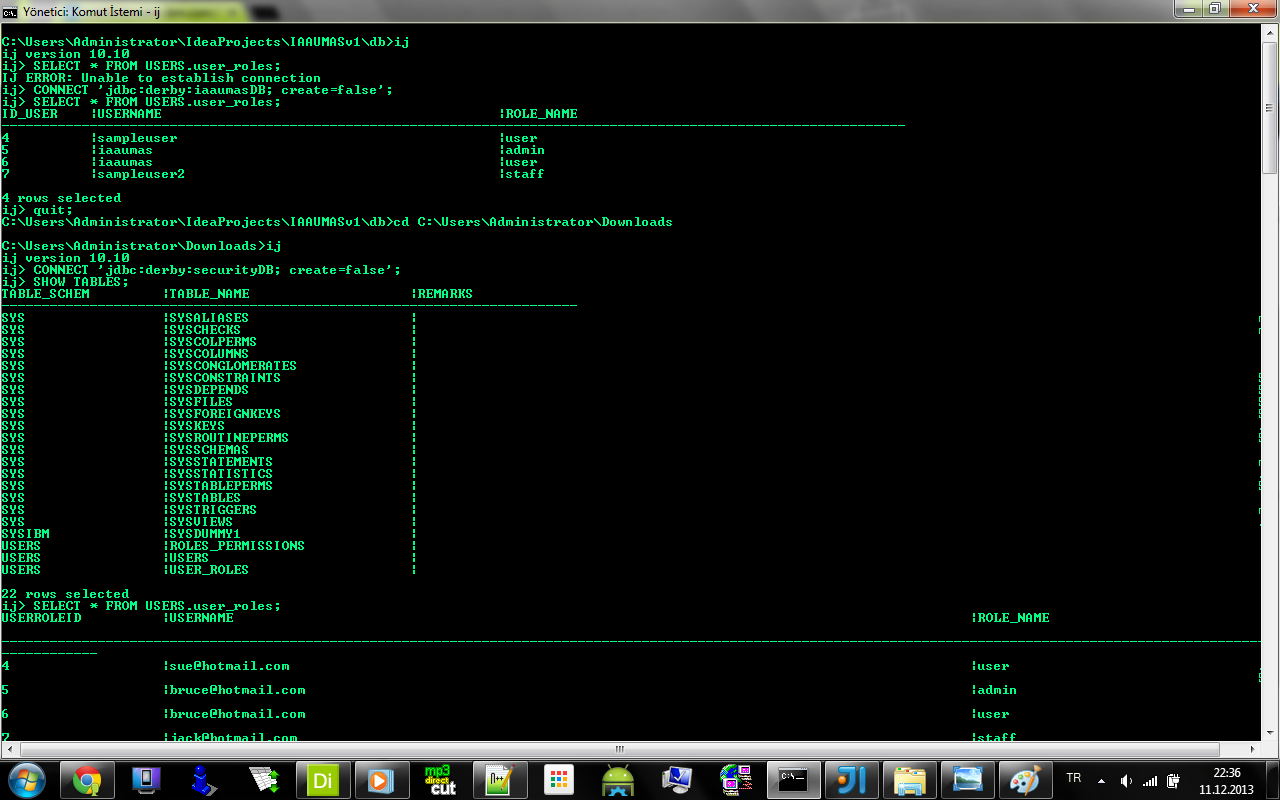 Yönetici: Komut İstemi - ij
C:\Users\Administrator\IdeaProjects\IAAUMASv1\db>ij
ij version 10.10
ij> SELECT * FROM USERS.user_roles;
IJ ERROR: Unable to establish connection
ij> CONNECT 'jdbc:derby:iaaumasDB; create=false';
ij> SELECT * FROM USERS.user_roles;
ID_USER |USERNAME |ROLE_NAME
4 |sampleuser |user
5 |iaaumas |admin
6 |iaaumas |user
7 |sampleuser2 |staff
4 rows selected
ij> quit;
C:\Users\Administrator\IdeaProjects\IAAUMASv1\db>cd C:\Users\Administrator\Downloads
C:\Users\Administrator\Downloads>ij
ij version 10.10
ij> CONNECT 'jdbc:derby:securityDB; create=false';
ij> SHOW TABLES;
TABLE_SCHEM |TABLE_NAME |REMARKS
SYS |SYSALIASES |
SYS |SYSCHECKS |
SYS |SYSCOLPERMS |
SYS |SYSCOLUMNS |
SYS |SYSCONGLOMERATES |
SYS |SYSCONSTRAINTS |
SYS |SYSDEPENDS |
SYS |SYSFILES |
SYS |SYSFOREIGNKEYS |
SYS |SYSKEYS |
SYS |SYSROUTINEPERMS |
SYS |SYSSCHEMAS |
SYS |SYSSTATEMENTS |
SYS |SYSSTATISTICS |
SYS |SYSTABLEPERMS |
SYS |SYSTABLES |
SYS |SYSTRIGGERS |
SYS |SYSVIEWS |
SYSIBM |SYSDUMMY1 |
USERS |ROLES_PERMISSIONS |
USERS |USERS |
USERS |USER_ROLES |
22 rows selected
ij> SELECT * FROM USERS.user_roles;
USERROLEID |USERNAME |ROLE_NAME
4 |sue@hotmail.com |user
5 |bruce@hotmail.com |admin
6 |bruce@hotmail.com |user
7 |jack@hotmail.com |staff
Di
mp3
direct
cut
C:\_
TR
22:36
11.12.2013